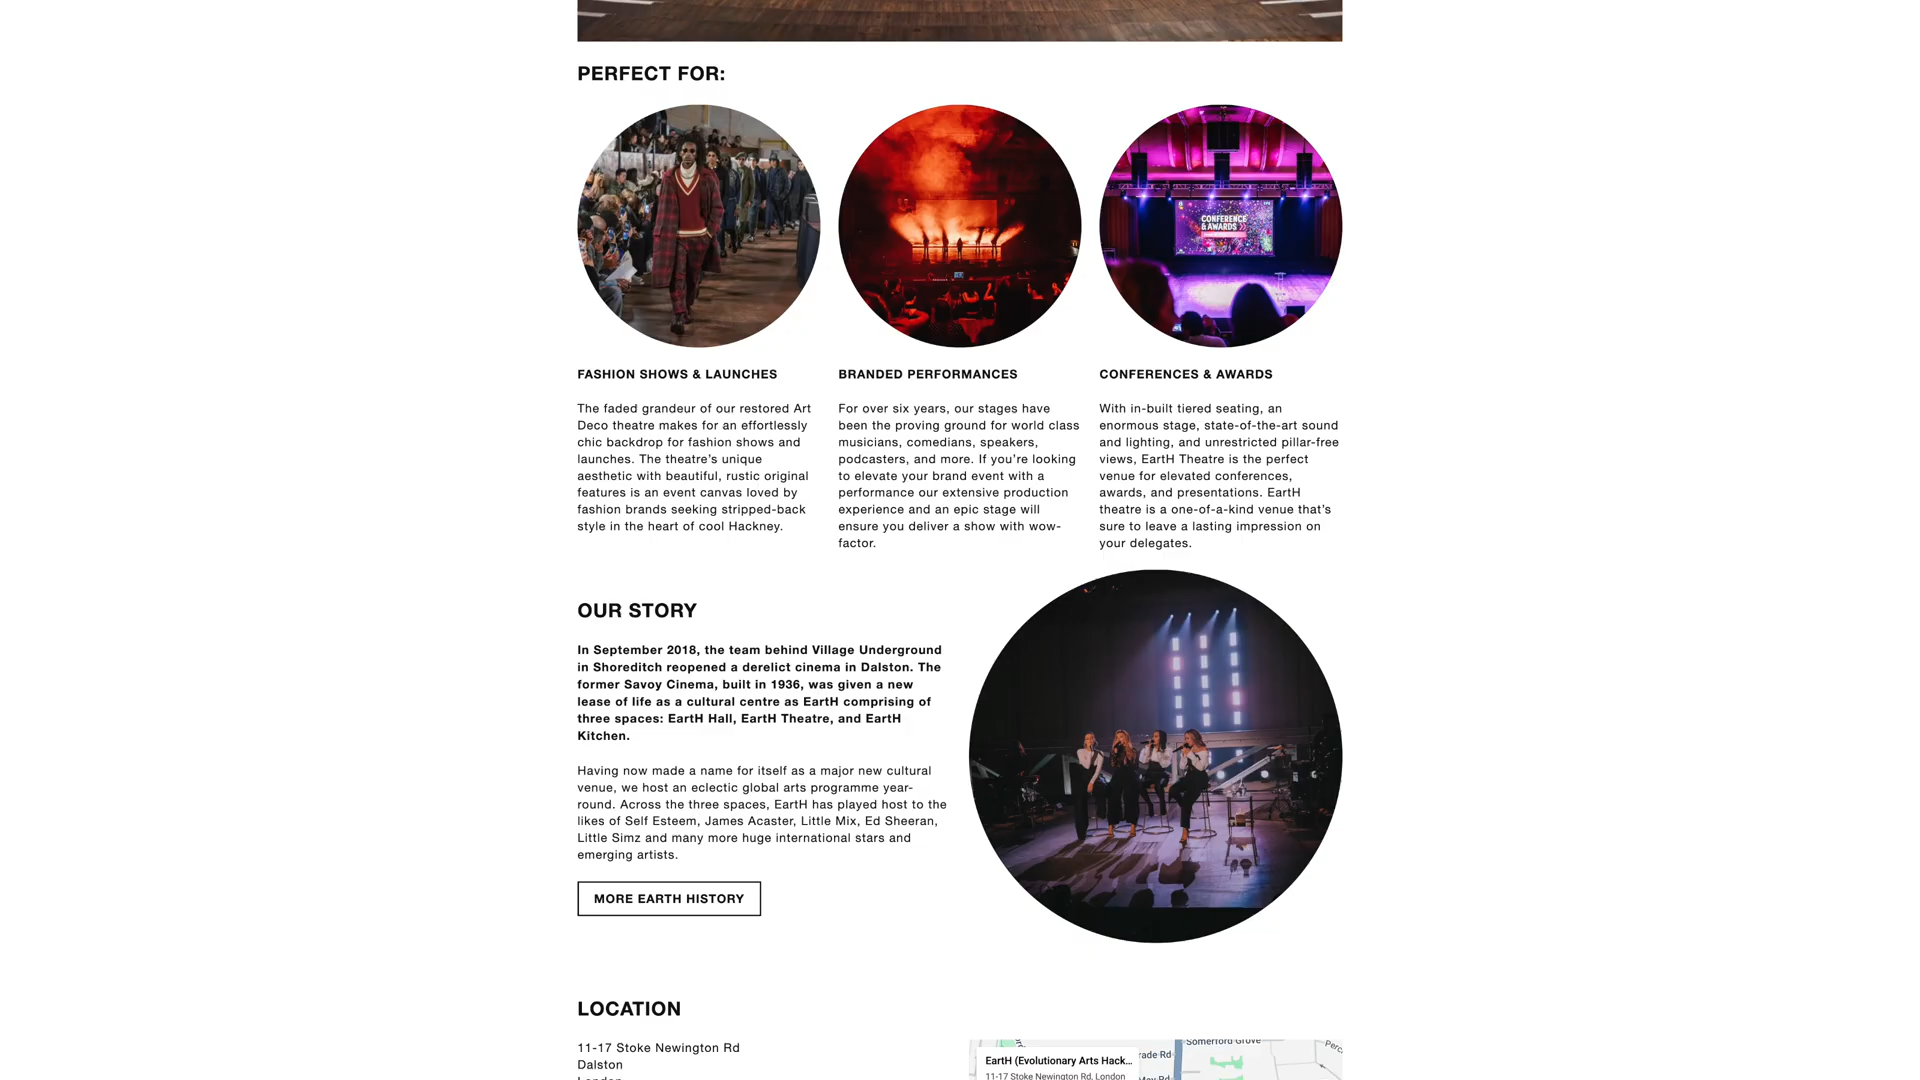 PERFECT FOR:
CONFERENCE
& AWARDS
FASHION SHOWS & LAUNCHES
The faded grandeur of our restored Art
Deco theatre makes for an effortlessly
chic backdrop for fashion shows and
launches. The theatre's unique
aesthetic with beautiful, rustic original
features is an event canvas loved by
fashion brands seeking stripped-back
style in the heart of cool Hackney.
BRANDED PERFORMANCES
For over six years, our stages have
been the proving ground for world class
musicians, comedians, speakers,
podcasters, and more. If you're looking
to elevate your brand event with a
performance our extensive production
experience and an epic stage will
ensure you deliver a show with wow-
factor.
CONFERENCES & AWARDS
With in-built tiered seating, an
enormous stage, state-of-the-art sound
and lighting, and unrestricted pillar-free
views, EartH Theatre is the perfect
venue for elevated conferences,
awards, and presentations. EartH
theatre is a one-of-a-kind venue that's
sure to leave a lasting impression on
your delegates.
OUR STORY
In September 2018, the team behind Village Underground
in Shoreditch reopened a derelict cinema in Dalston. The
former Savoy Cinema, built in 1936, was given a new
lease of life as a cultural centre as EartH comprising of
three spaces: EartH Hall, EartH Theatre, and EartH
Kitchen.
Having now made a name for itself as a major new cultural
venue, we host an eclectic global arts programme year-
round. Across the three spaces, EartH has played host to the
likes of Self Esteem, James Acaster, Little Mix, Ed Sheeran,
Little Simz and many more huge international stars and
emerging artists.
MORE EARTH HISTORY
LOCATION
11-17 Stoke Newington Rd
Dalston
London
Somerford Grove
Perc
EartH (Evolutionary Arts Hack...
rade Rd
11-17 Stoke Newington Rd, London
May Rd